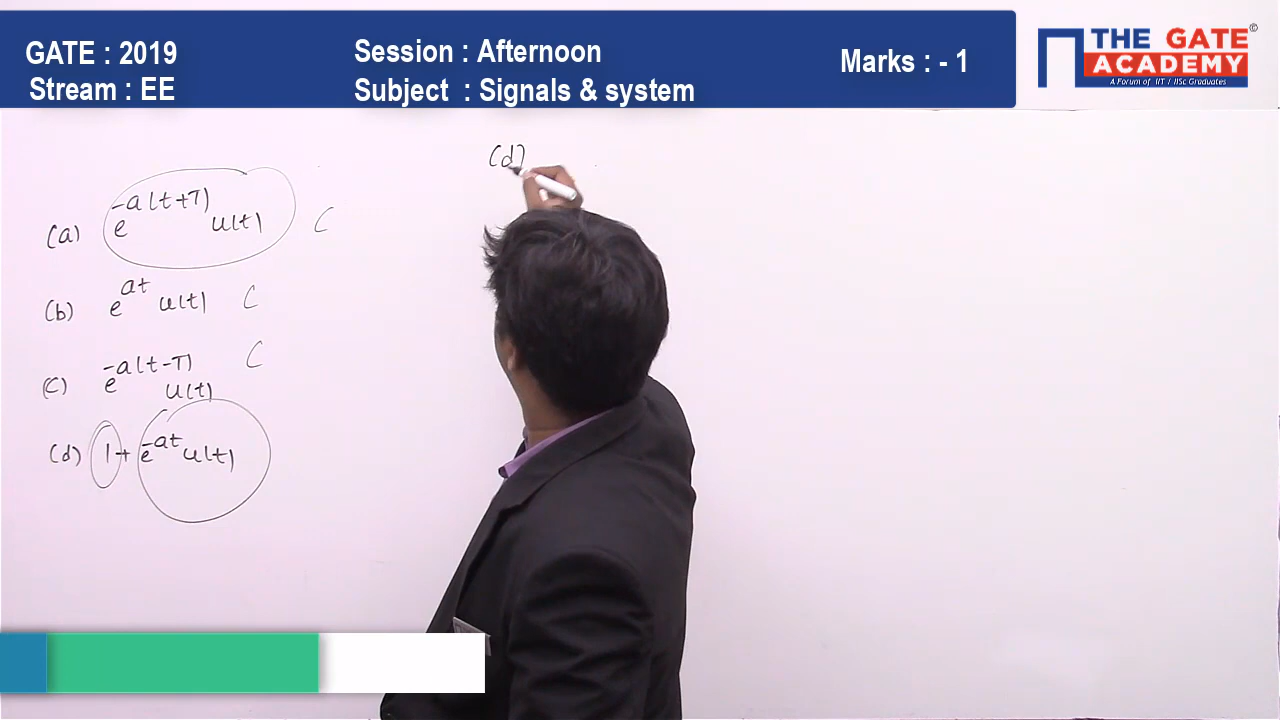 GATE : 2019
Stream : EE
Session : Afternoon
Subject : Signals & system
Marks : - 1
THE GATE
ACADEMY
©
A Forum of IIT / IISc Graduates
(a) e^-a(t+T) u(t) C
(b) e^at u(t) C
(c) e^-a(t-T) u(t) C
(d) 1 + e^-at u(t)
(d)